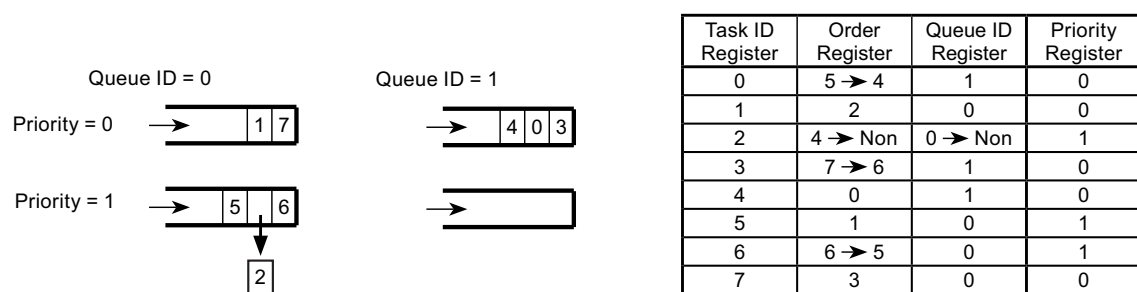 Queue ID = 0
Queue ID = 1
Priority = 0
1 7
4 0 3
Priority = 1
5 6
2
Task ID Register Order Register Queue ID Register Priority Register
0 5 → 4 1 0
1 2 0 0
2 4 → Non 0 → Non 1
3 7 → 6 1 0
4 0 1 0
5 1 0 1
6 6 → 5 0 1
7 3 0 0